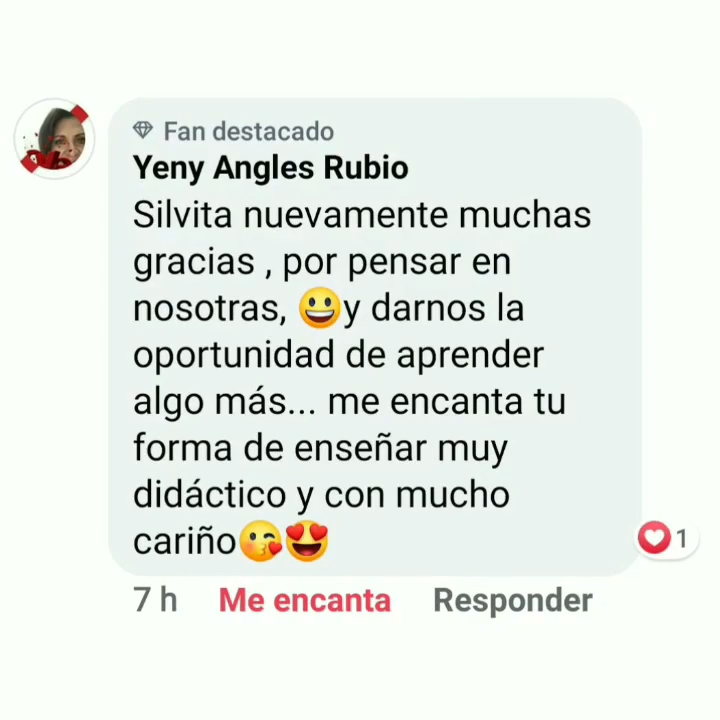 Fan destacado
Yeny Angles Rubio
Silvita nuevamente muchas
gracias , por pensar en
nosotras, 😀y darnos la
oportunidad de aprender
algo más... me encanta tu
forma de enseñar muy
didáctico y con mucho
cariño😘😍
1
7 h Me encanta Responder